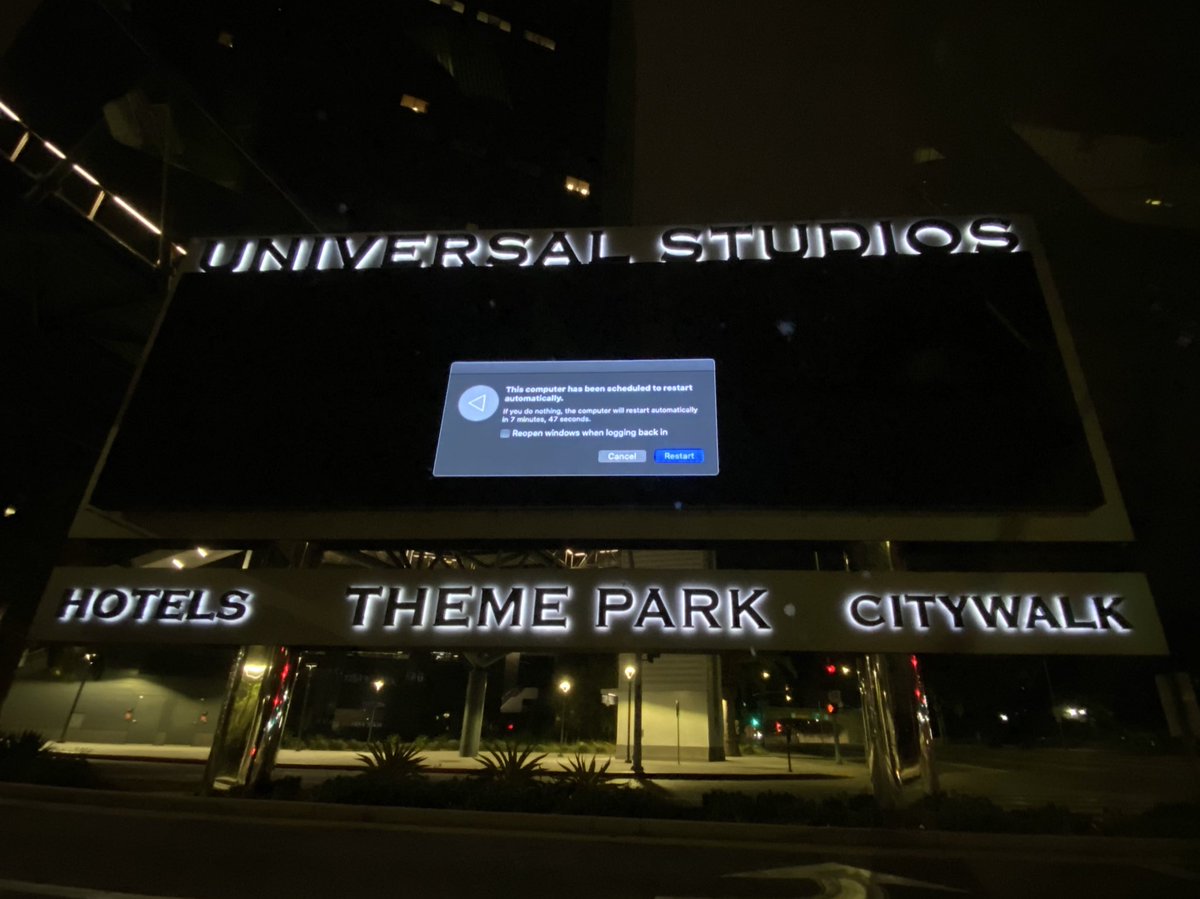 UNIVERSAL STUDIOS
This computer has been scheduled to restart
automatically.
If you do nothing, the computer will restart automatically
in 7 minutes, 47 seconds.
Reopen windows when logging back in
Cancel Restart
HOTELS THEME PARK CITYWALK